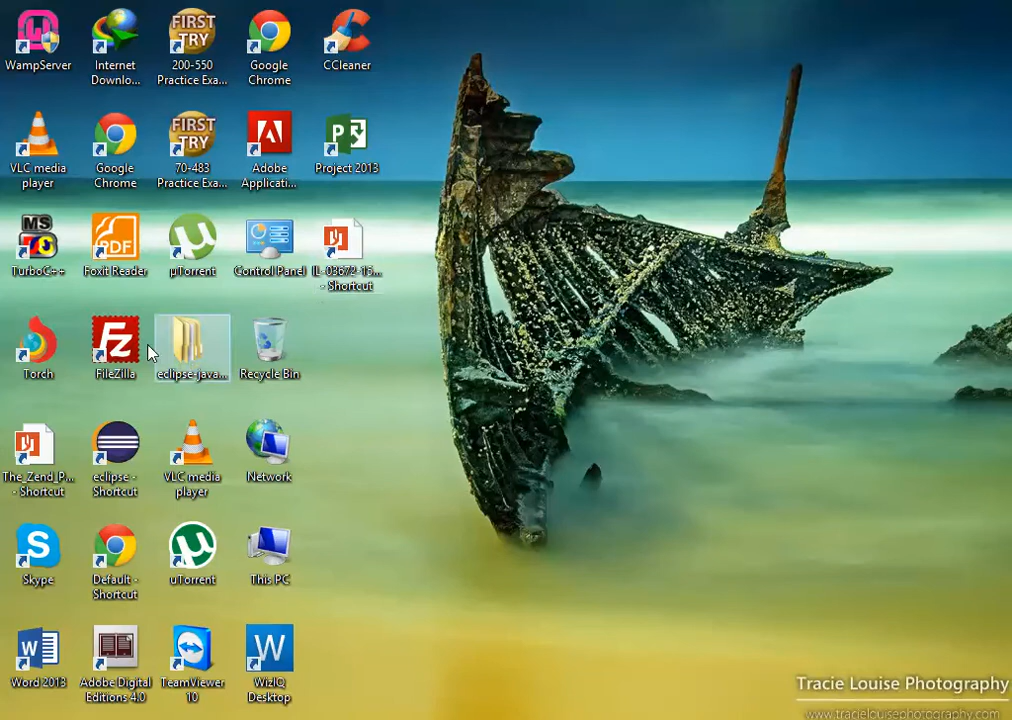 WampServer
Internet
Downlo...
FIRST
TRY
200-550
Practice Exa...
Google
Chrome
CCleaner
VLC media
player
Google
Chrome
FIRST
TRY
70-483
Practice Exa...
Adobe
Applicati...
Project 2013
MS
TurboC++
PDF
Foxit Reader
µTorrent
Control Panel
IL-03672-15...
- Shortcut
Torch
FZ
FileZilla
eclipse-java...
Recycle Bin
The_Zend_P...
- Shortcut
eclipse -
Shortcut
VLC media
player
Network
Skype
Default -
Shortcut
uTorrent
This PC
Word 2013
Adobe Digital
Editions 4.0
TeamViewer
10
WizIQ
Desktop
Tracie Louise Photography
www.tracielouisephotography.com